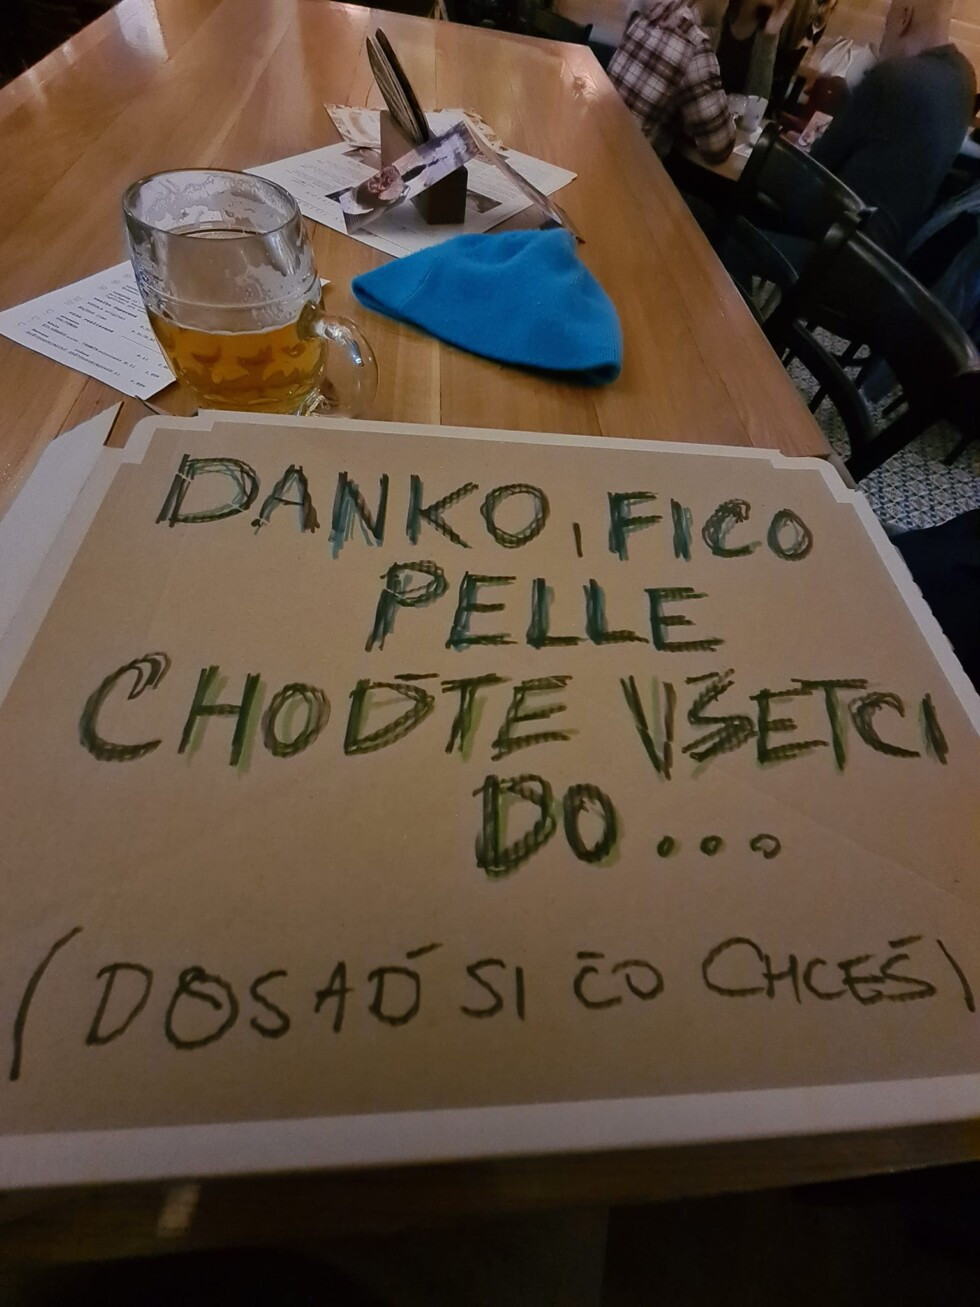 DANKO, FICO
PELLE
CHOĎTE VŠETCI
DO...
(DOSAĎ SI ČO CHCEŠ)